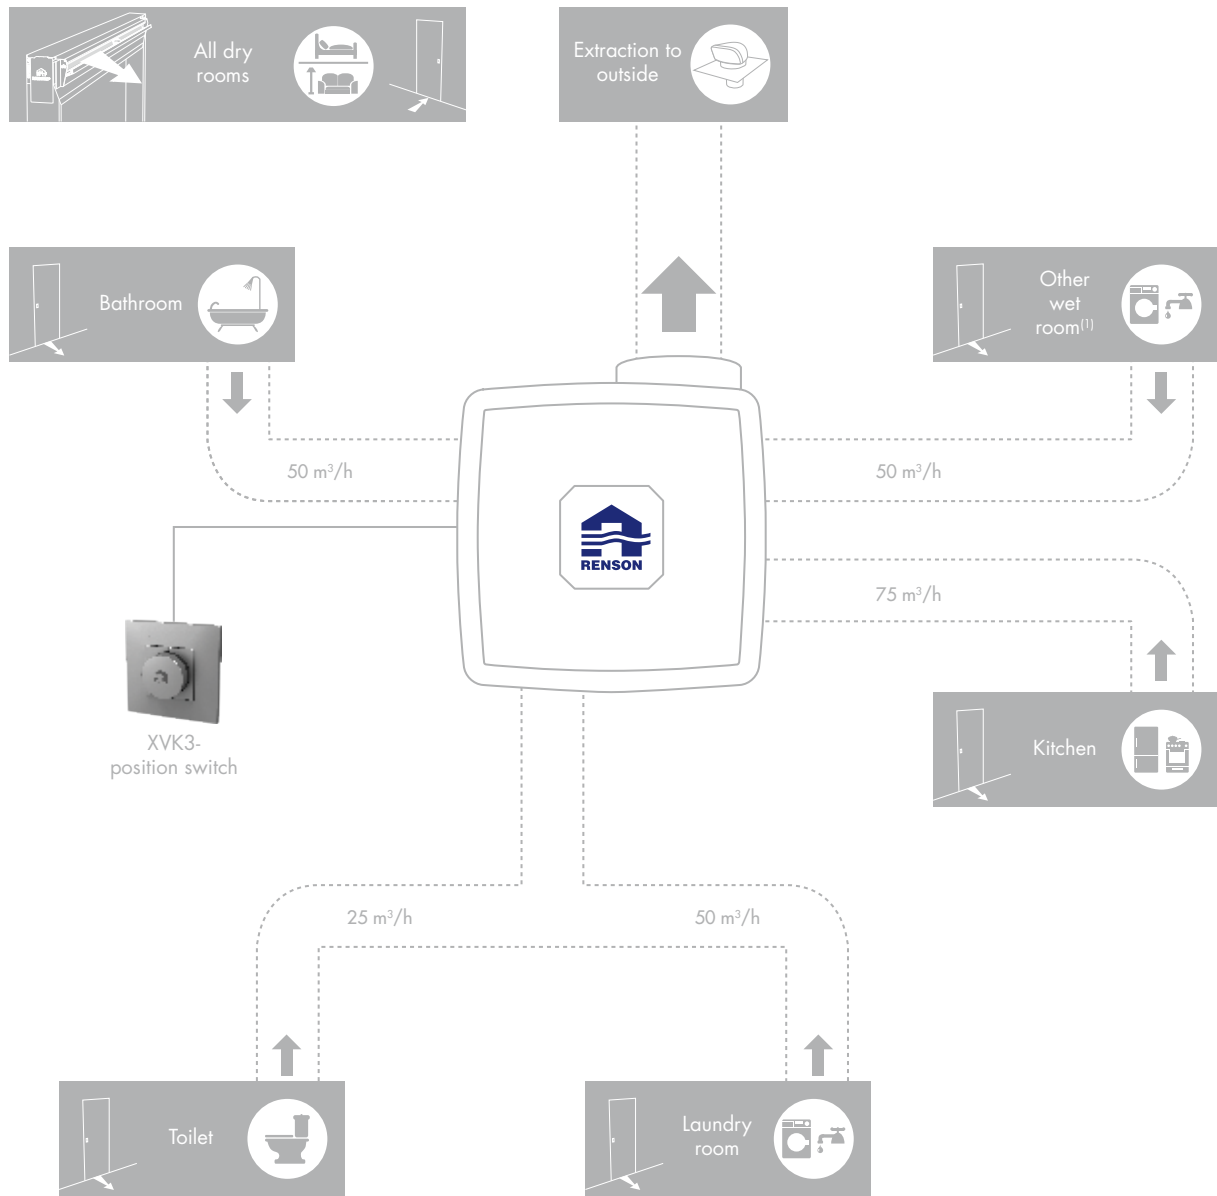 All dry
rooms
Extraction to
outside
Bathroom
Other
wet
room(1)
50 m³/h
50 m³/h
RENSON
75 m³/h
XVK3-
position switch
Kitchen
25 m³/h
50 m³/h
Toilet
Laundry
room